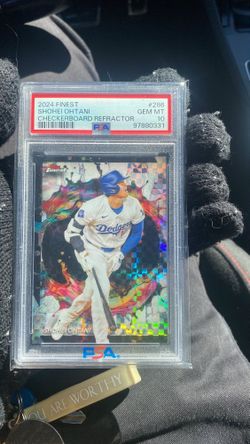 2024 FINEST #286
SHOHEI OHTANI GEM MT
CHECKERBOARD REFRACTOR 10
PSA 97880331
Finest
Dodgers
SHOHEI OHTANI
PSA
YOU ARE WORTHY